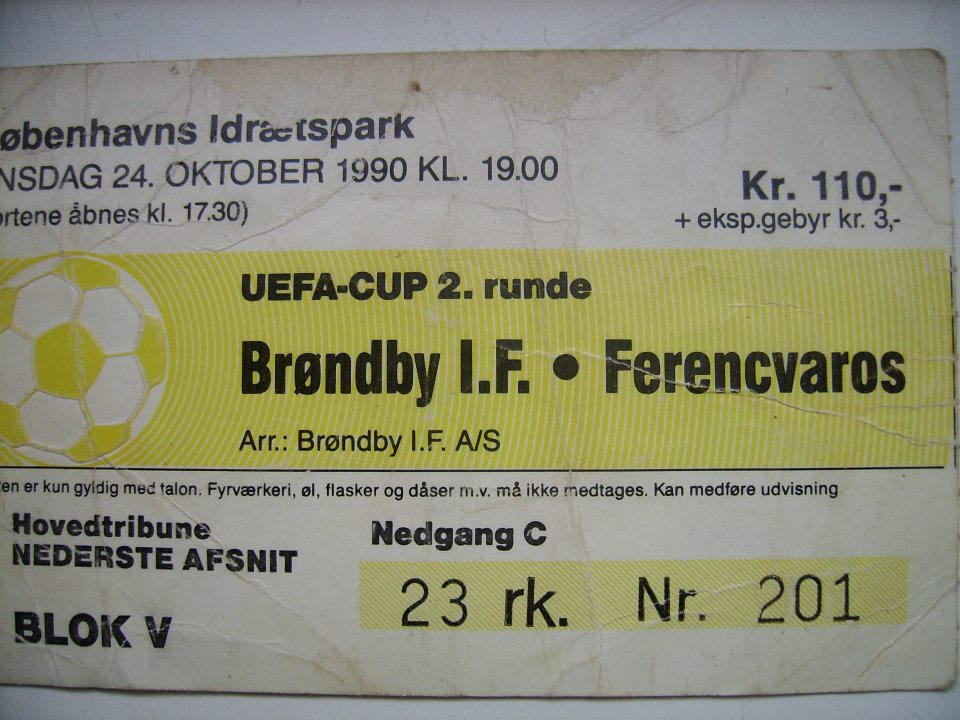 øbenhavns Idrætspark
NSDAG 24. OKTOBER 1990 KL. 19.00
ortene åbnes kl. 17.30)
Kr. 110,-
+ eksp.gebyr kr. 3,-
UEFA-CUP 2. runde
Brøndby I.F. • Ferencvaros
Arr.: Brøndby I.F. A/S
en er kun gyldig med talon. Fyrværkeri, øl, flasker og dåser m.v. må ikke medtages. Kan medføre udvisning
Hovedtribune
NEDERSTE AFSNIT
BLOK V
Nedgang C
23 rk. Nr. 201